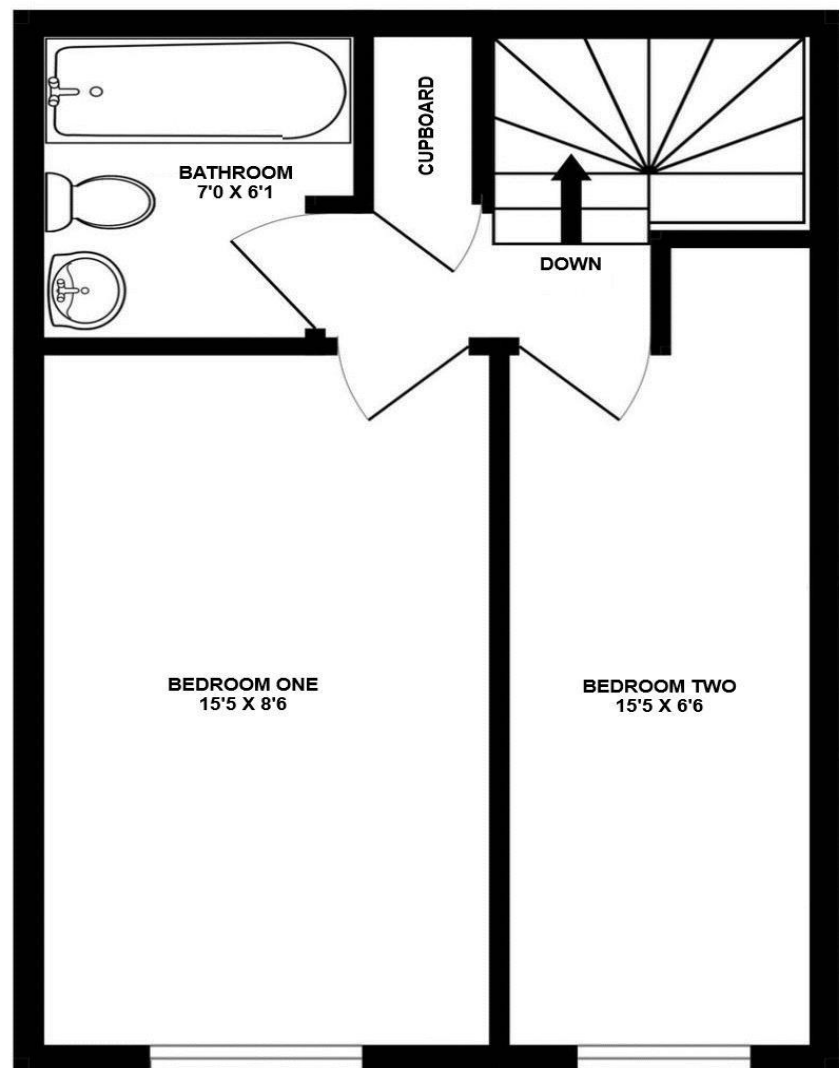 BATHROOM
7'0 X 6'1
CUPBOARD
DOWN
BEDROOM ONE
15'5 X 8'6
BEDROOM TWO
15'5 X 6'6